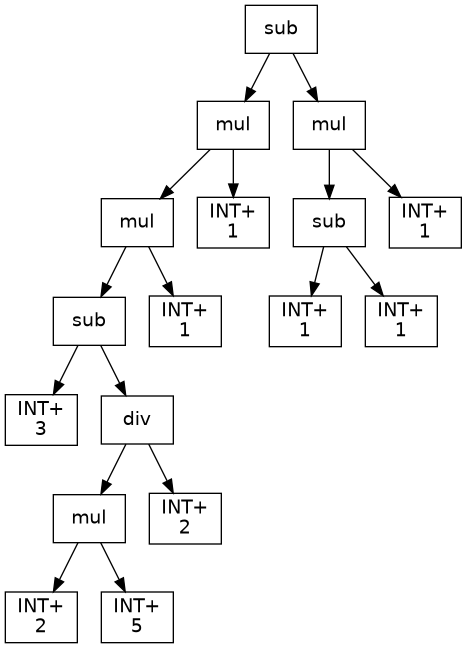 sub
mul mul
mul INT+ sub INT+
1 1
sub INT+ INT+ INT+
1 1 1
INT+ div
3
mul INT+
2
INT+ INT+
2 5